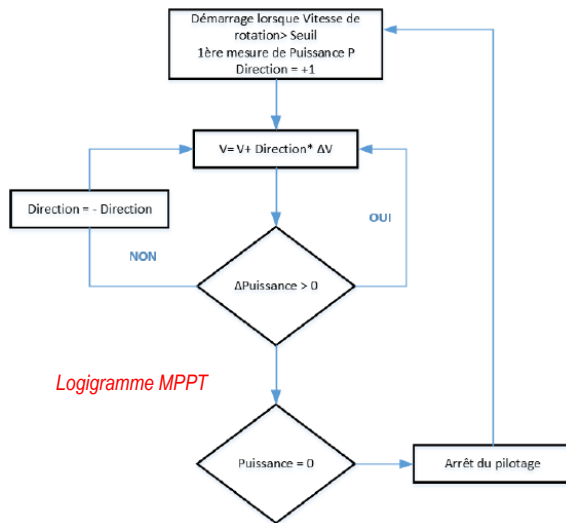 Démarrage lorsque Vitesse de
rotation> Seuil
1ère mesure de Puissance P
Direction = +1
V= V+ Direction* ΔV
Direction = - Direction
OUI
NON
ΔPuissance > 0
Logigramme MPPT
Puissance = 0
Arrêt du pilotage